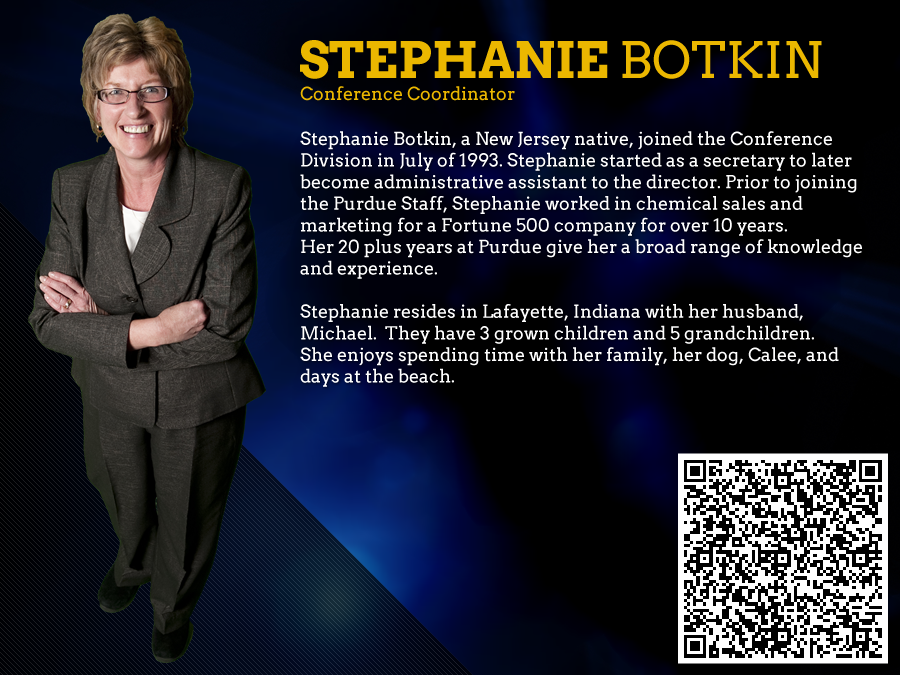 STEPHANIE BOTKIN
Conference Coordinator
Stephanie Botkin, a New Jersey native, joined the Conference
Division in July of 1993. Stephanie started as a secretary to later
become administrative assistant to the director. Prior to joining
the Purdue Staff, Stephanie worked in chemical sales and
marketing for a Fortune 500 company for over 10 years.
Her 20 plus years at Purdue give her a broad range of knowledge
and experience.
Stephanie resides in Lafayette, Indiana with her husband,
Michael.  They have 3 grown children and 5 grandchildren.
She enjoys spending time with her family, her dog, Calee, and
days at the beach.